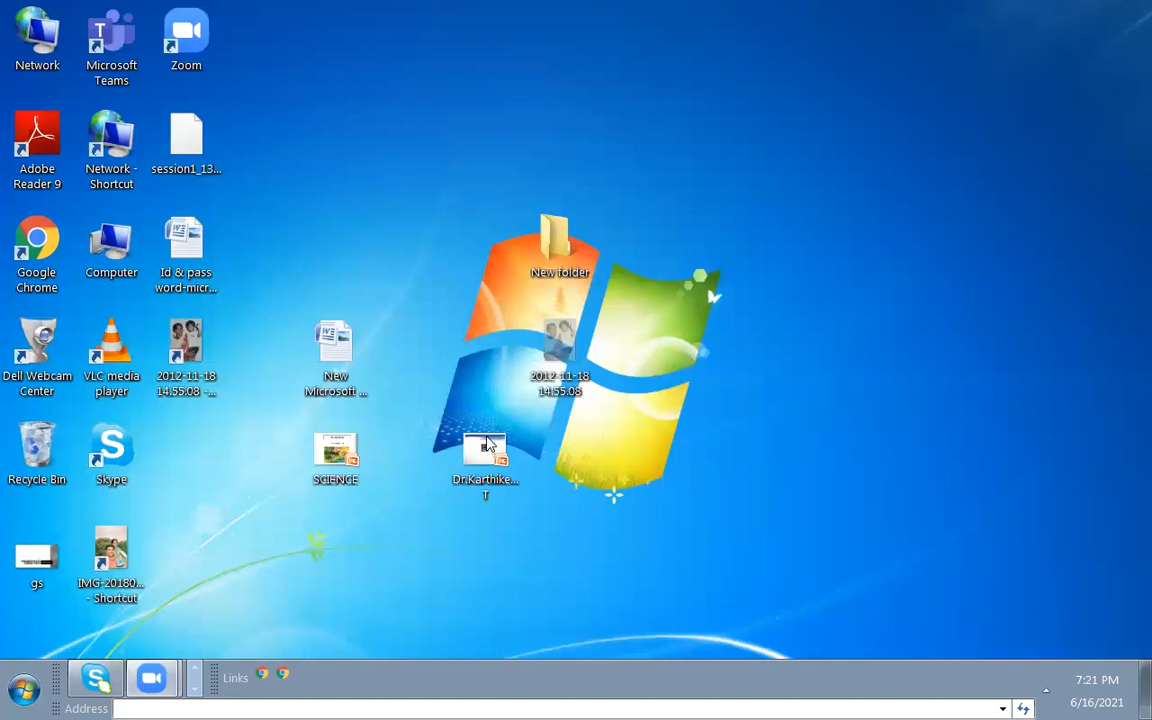 Network
Microsoft
Teams
Zoom
Adobe
Reader 9
Network -
Shortcut
session1_13...
Google
Chrome
Computer
Id & pass
word-micr...
New folder
Dell Webcam
Center
VLC media
player
2012-11-18
14.55.08 -...
New
Microsoft ...
2012-11-18
14.55.08
Recycle Bin
Skype
SCIENCE
Dr.Karthike...
T
gs
IMG-20180...
- Shortcut
Links
7:21 PM
Address
6/16/2021